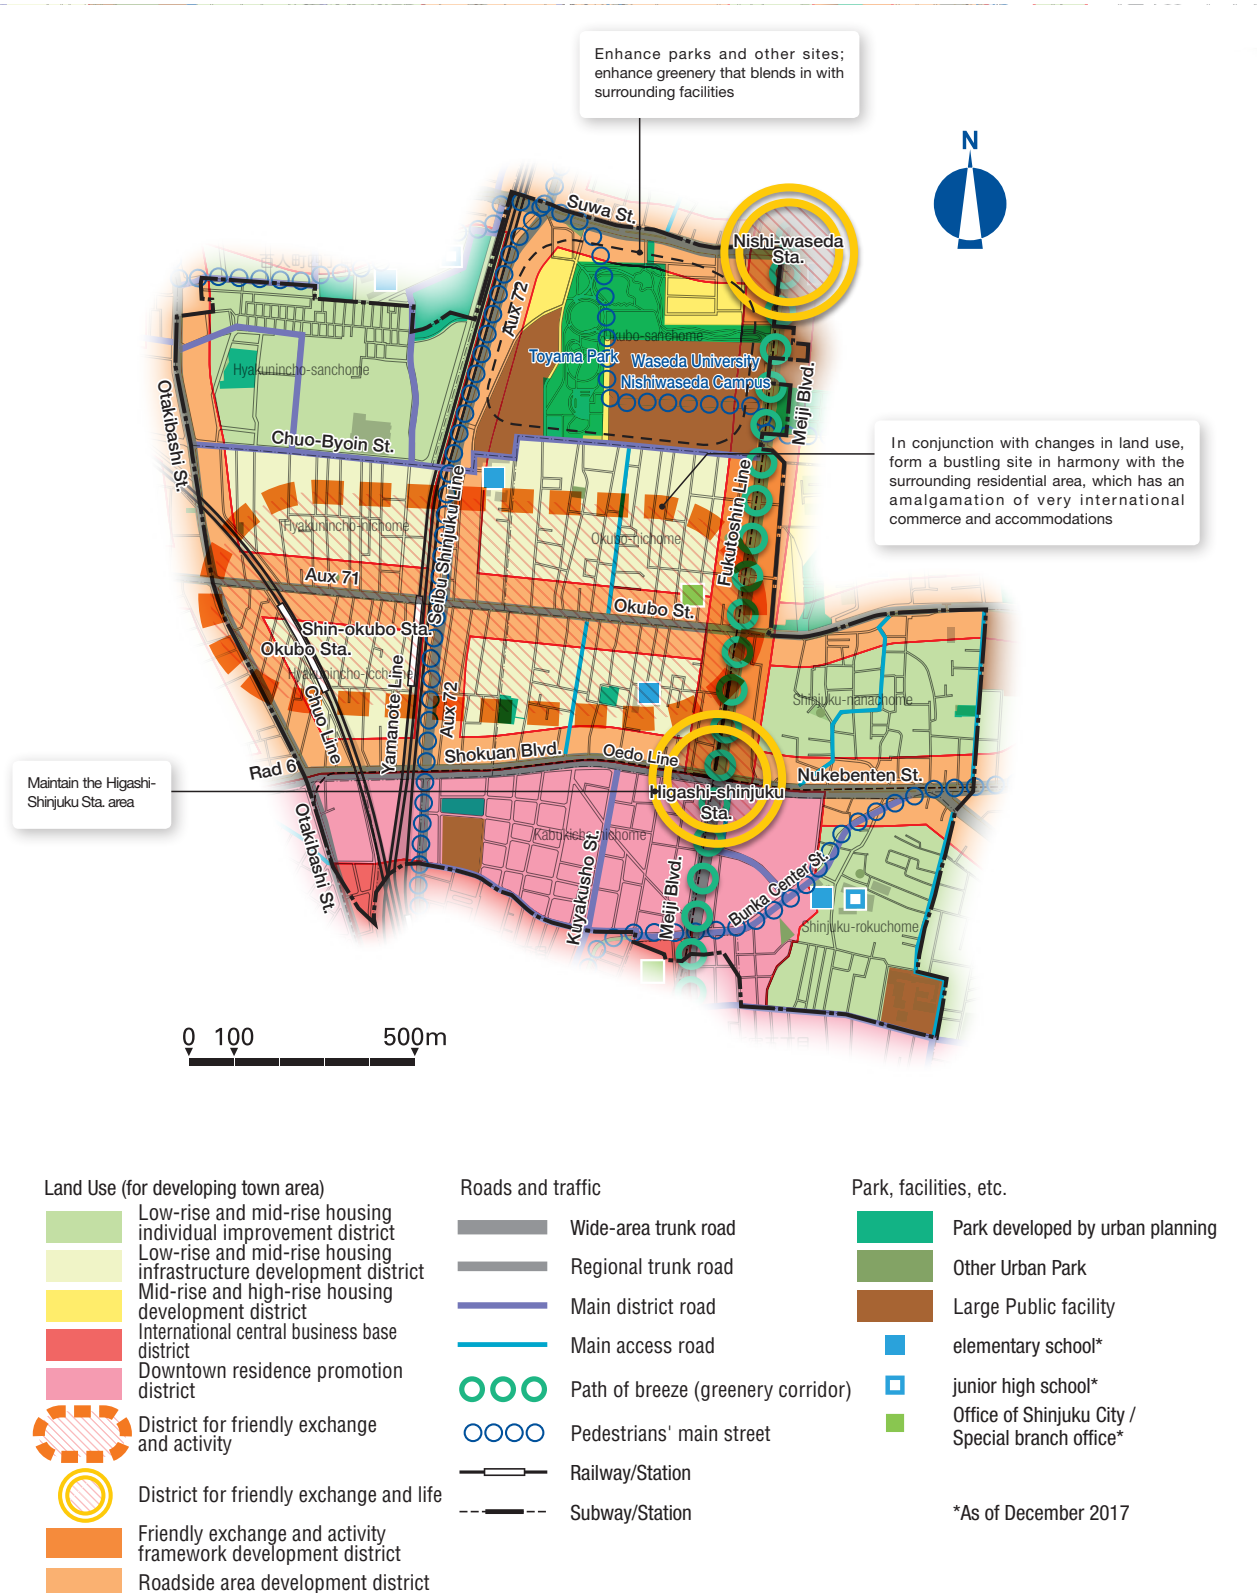 Enhance parks and other sites;
enhance greenery that blends in with
surrounding facilities
N
Suwa St.
Nishi-waseda
Sta.
Aux 72
Okubo-sanchome
Toyama Park
Waseda University
Nishiwaseda Campus
Hyakunincho-sanchome
Otakibashi St.
Meiji Blvd.
Chuo-Byoin St.
In conjunction with changes in land use,
form a bustling site in harmony with the
surrounding residential area, which has an
amalgamation of very international
commerce and accommodations
Seibu Shinjuku Line
Fukutoshin Line
Hyakunincho-nichome
Okubo-nichome
Aux 71
Okubo St.
Shin-okubo Sta.
Okubo Sta.
Hyakunincho-icchome
Chuo Line
Yamanote Line
Aux 72
Shinjuku-nanachome
Rad 6
Shokuan Blvd.
Oedo Line
Nukebenten St.
Maintain the Higashi-
Shinjuku Sta. area
Higashi-shinjuku
Sta.
Otakibashi St.
Kabukicho-nichome
Kuyakusho St.
Meiji Blvd.
Bunka Center St.
Shinjuku-rokuchome
0 100 500m
Land Use (for developing town area)
Low-rise and mid-rise housing
individual improvement district
Low-rise and mid-rise housing
infrastructure development district
Mid-rise and high-rise housing
development district
International central business base
district
Downtown residence promotion
district
District for friendly exchange
and activity
District for friendly exchange and life
Friendly exchange and activity
framework development district
Roadside area development district
Roads and traffic
Wide-area trunk road
Regional trunk road
Main district road
Main access road
Path of breeze (greenery corridor)
Pedestrians' main street
Railway/Station
Subway/Station
Park, facilities, etc.
Park developed by urban planning
Other Urban Park
Large Public facility
elementary school*
junior high school*
Office of Shinjuku City /
Special branch office*
*As of December 2017